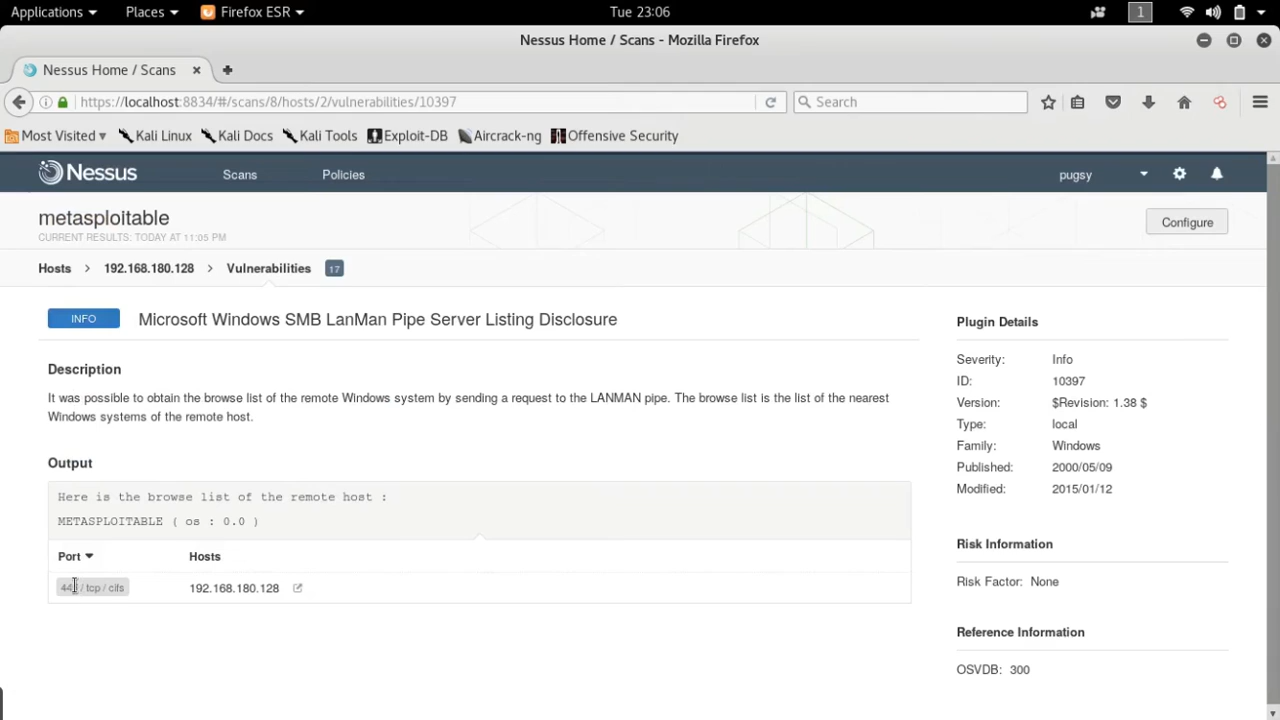 Applications Places Firefox ESR Tue 23:06 1
Nessus Home / Scans - Mozilla Firefox
Nessus Home / Scans
https://localhost:8834/#/scans/8/hosts/2/vulnerabilities/10397 Search
Most Visited Kali Linux Kali Docs Kali Tools Exploit-DB Aircrack-ng Offensive Security
Nessus Scans Policies pugsy
metasploitable Configure
CURRENT RESULTS: TODAY AT 11:05 PM
Hosts > 192.168.180.128 > Vulnerabilities 17
INFO Microsoft Windows SMB LanMan Pipe Server Listing Disclosure
Description
It was possible to obtain the browse list of the remote Windows system by sending a request to the LANMAN pipe. The browse list is the list of the nearest
Windows systems of the remote host.
Output
Here is the browse list of the remote host :
METASPLOITABLE ( os : 0.0 )
Port Hosts
/ tcp / cifs 192.168.180.128
Plugin Details
Severity: Info
ID: 10397
Version: $Revision: 1.38 $
Type: local
Family: Windows
Published: 2000/05/09
Modified: 2015/01/12
Risk Information
Risk Factor: None
Reference Information
OSVDB: 300